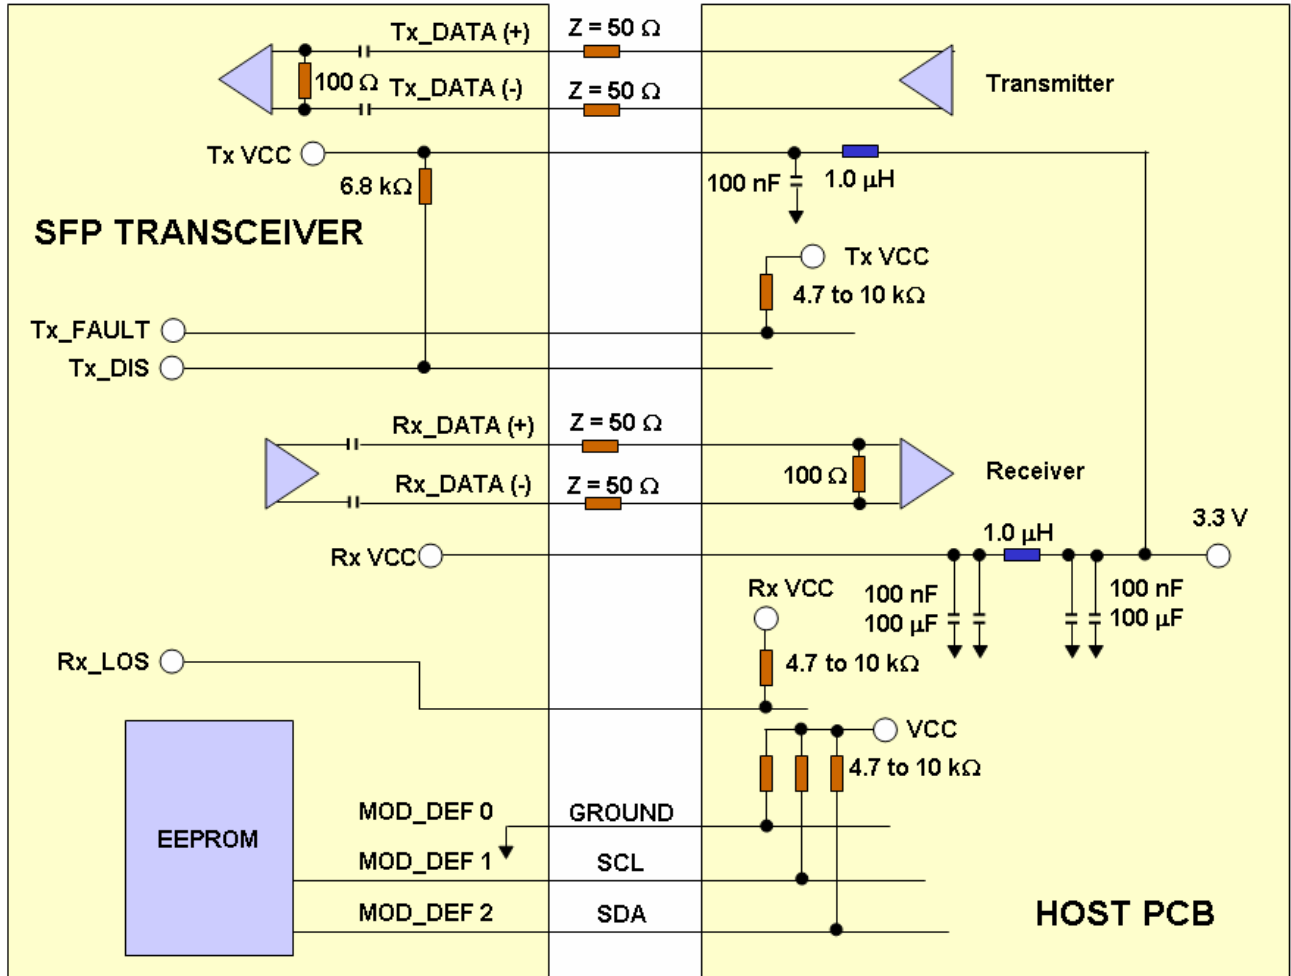 Tx_DATA (+)
Z = 50 Ω
100 Ω
Tx_DATA (-)
Z = 50 Ω
Transmitter
Tx VCC
6.8 kΩ
100 nF
1.0 μH
SFP TRANSCEIVER
Tx VCC
4.7 to 10 kΩ
Tx_FAULT
Tx_DIS
Rx_DATA (+)
Z = 50 Ω
Rx_DATA (-)
Z = 50 Ω
100 Ω
Receiver
3.3 V
1.0 μH
Rx VCC
Rx VCC
100 nF
100 μF
100 nF
100 μF
Rx_LOS
4.7 to 10 kΩ
VCC
4.7 to 10 kΩ
MOD_DEF 0
GROUND
EEPROM
MOD_DEF 1
SCL
MOD_DEF 2
SDA
HOST PCB